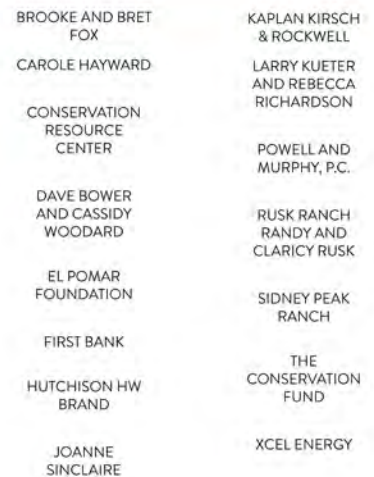 BROOKE AND BRET
FOX
CAROLE HAYWARD
CONSERVATION
RESOURCE
CENTER
DAVE BOWER
AND CASSIDY
WOODARD
EL POMAR
FOUNDATION
FIRST BANK
HUTCHISON HW
BRAND
JOANNE
SINCLAIRE
KAPLAN KIRSCH
& ROCKWELL
LARRY KUETER
AND REBECCA
RICHARDSON
POWELL AND
MURPHY, P.C.
RUSK RANCH
RANDY AND
CLARICY RUSK
SIDNEY PEAK
RANCH
THE
CONSERVATION
FUND
XCEL ENERGY